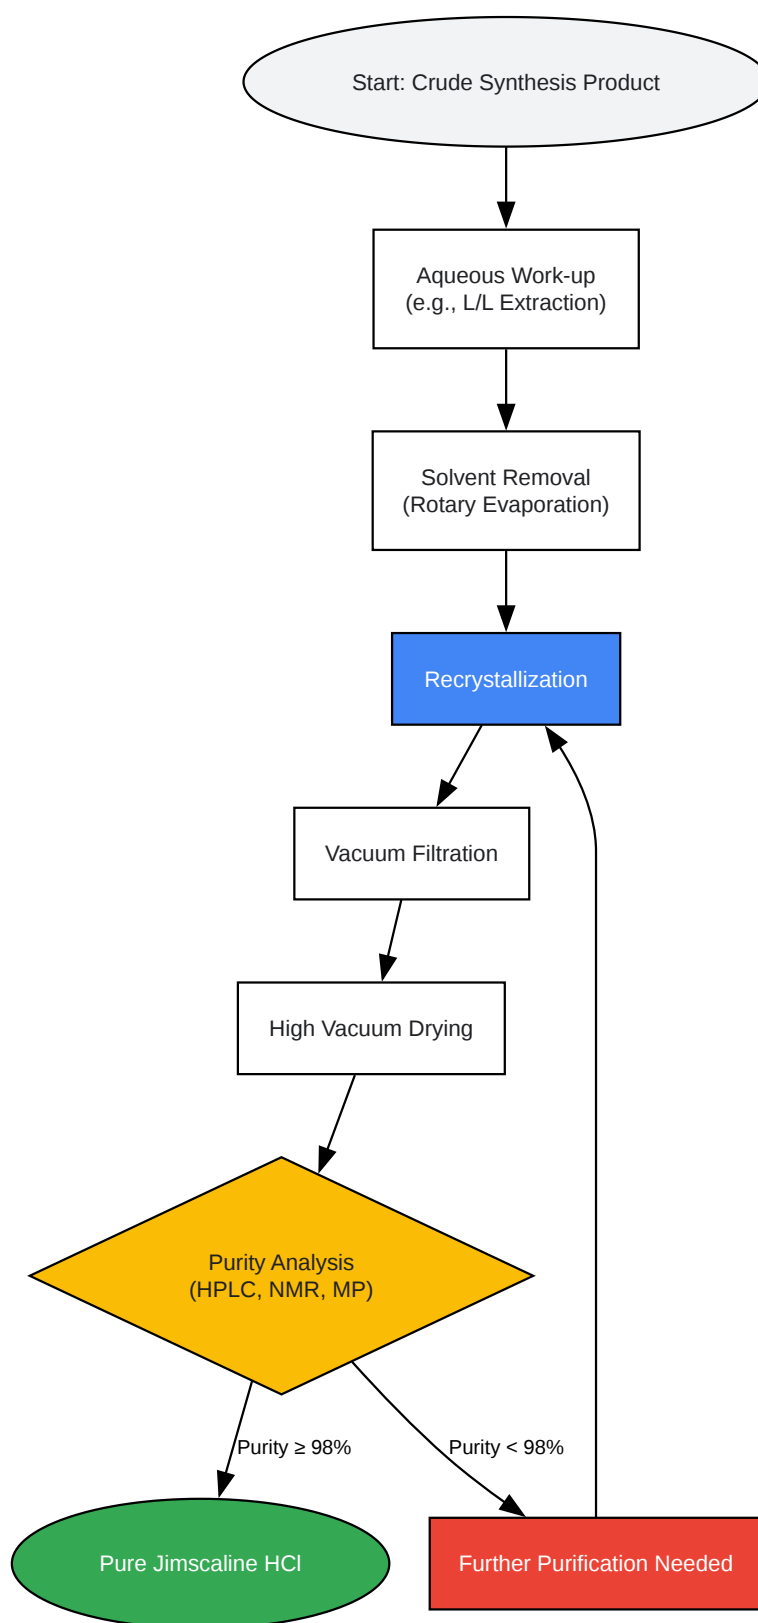 Start: Crude Synthesis Product
Aqueous Work-up
(e.g., L/L Extraction)
Solvent Removal
(Rotary Evaporation)
Recrystallization
Vacuum Filtration
High Vacuum Drying
Purity Analysis
(HPLC, NMR, MP)
Purity ≥ 98%
Purity < 98%
Pure Jimscaline HCl
Further Purification Needed